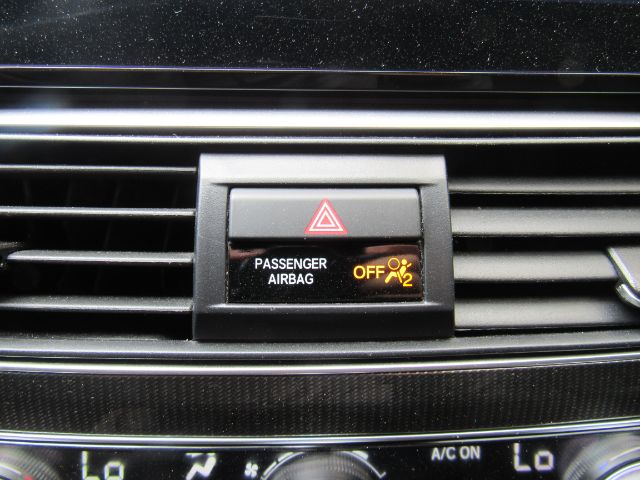 PASSENGER
AIRBAG
OFF 2
A/C ON
Lo
Lo